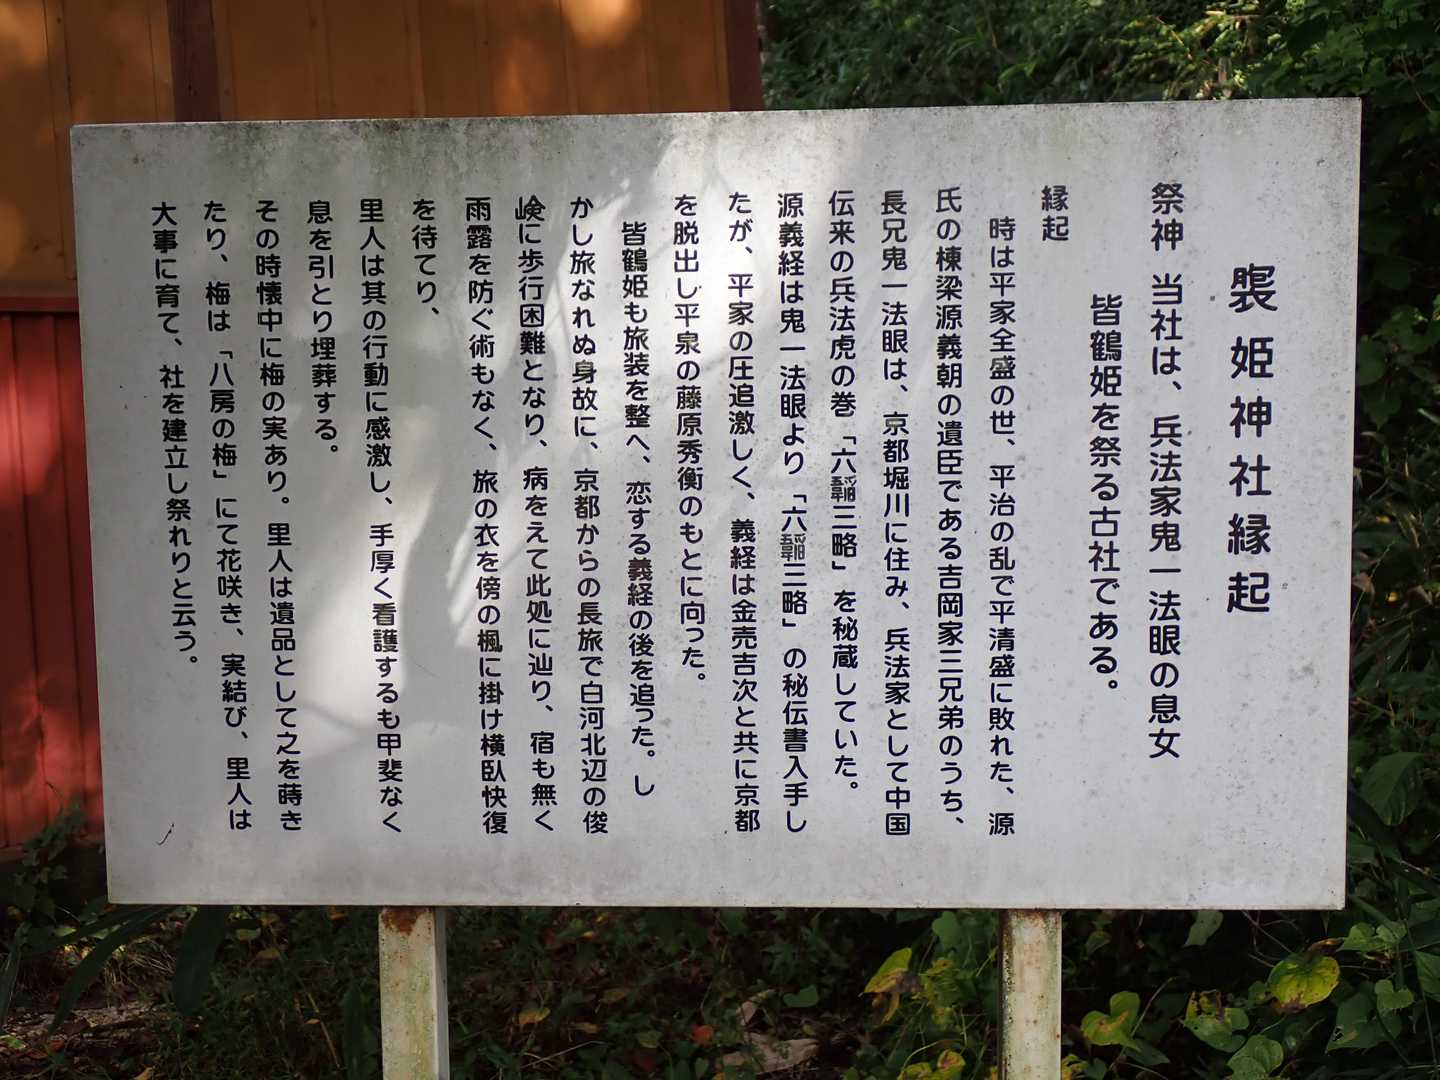 襲姫神社縁起
祭神　当社は、兵法家鬼一法眼の息女
皆鶴姫を祭る古社である。
縁起
時は平家全盛の世、平治の乱で平清盛に敗れた、源
氏の棟梁源義朝の遺臣である吉岡家三兄弟のうち、
長兄鬼一法眼は、京都堀川に住み、兵法家として中国
伝来の兵法虎の巻「六韜三略」を秘蔵していた。
源義経は鬼一法眼より「六韜三略」の秘伝書入手し
たが、平家の圧追激しく、義経は金売吉次と共に京都
を脱出し平泉の藤原秀衡のもとに向った。
皆鶴姫も旅装を整へ、恋する義経の後を追った。し
かし旅なれぬ身故に、京都からの長旅で白河北辺の俊
険に歩行困難となり、病をえて此処に辿り、宿も無く
雨露を防ぐ術もなく、旅の衣を傍の楓に掛け横臥快復
を待てり、
里人は其の行動に感激し、手厚く看護するも甲斐なく
息を引とり埋葬する。
その時懐中に梅の実あり。里人は遺品として之を蒔き
たり、梅は「八房の梅」にて花咲き、実結び、里人は
大事に育て、社を建立し祭れりと云う。